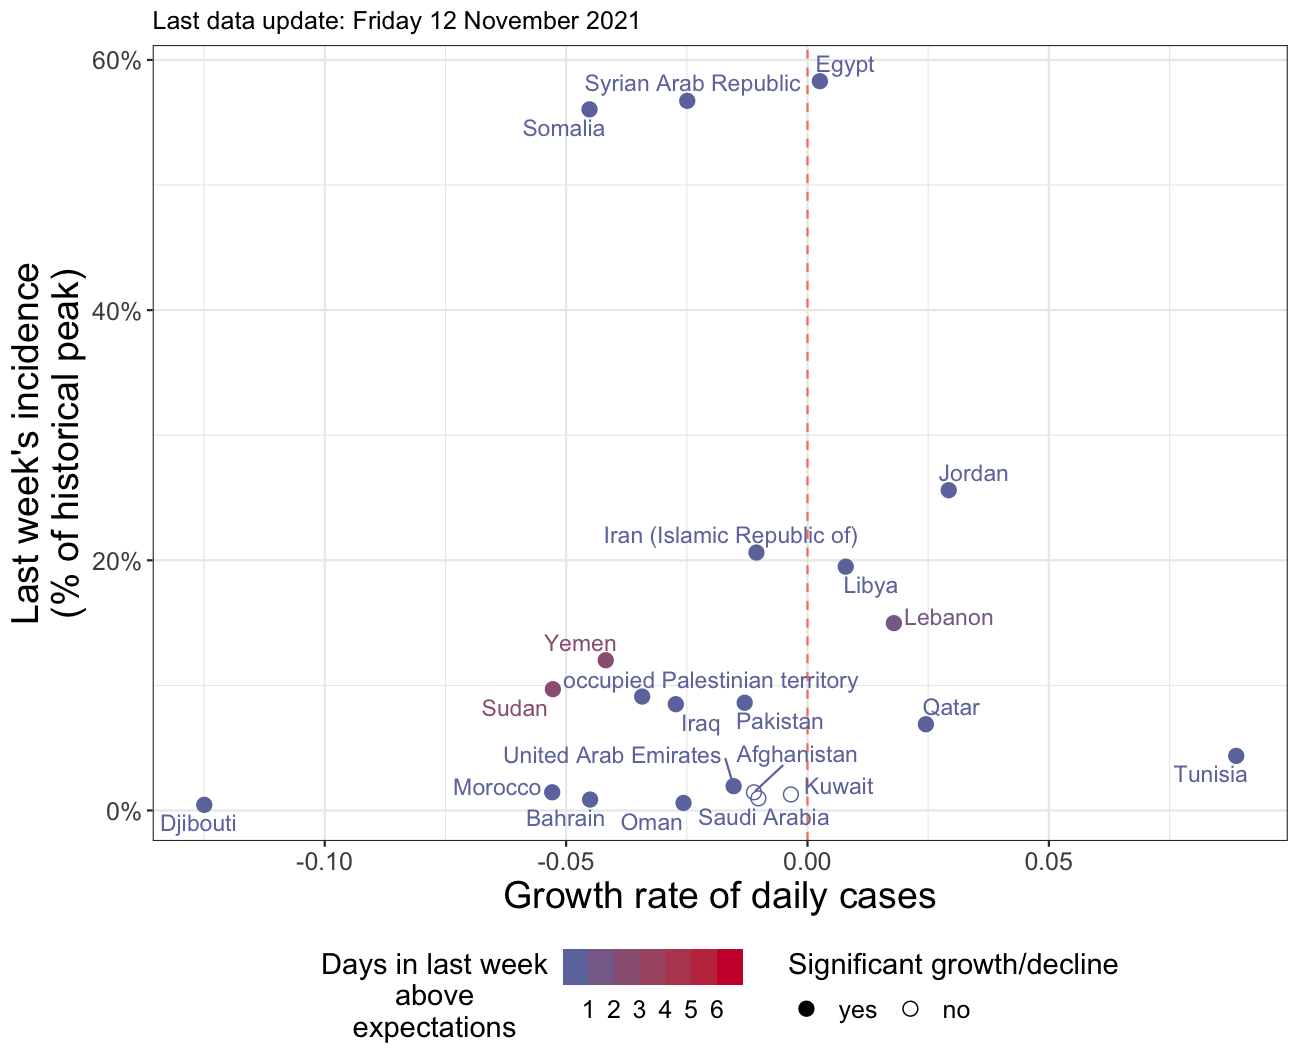 Last data update: Friday 12 November 2021
Last week's incidence
(% of historical peak)
60%
40%
20%
0%
Egypt
Syrian Arab Republic
Somalia
Jordan
Iran (Islamic Republic of)
Libya
Lebanon
Yemen
occupied Palestinian territory
Sudan
Iraq
Pakistan
Qatar
United Arab Emirates
Afghanistan
Tunisia
Morocco
Kuwait
Bahrain
Oman
Saudi Arabia
Djibouti
-0.10
-0.05
0.00
0.05
Growth rate of daily cases
Days in last week
above
expectations
1 2 3 4 5 6
Significant growth/decline
yes
no